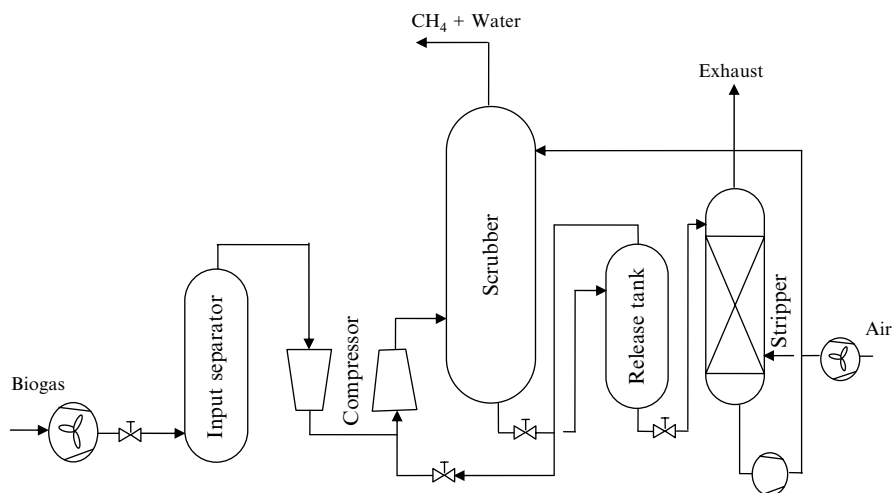 CH₄ + Water
Exhaust
Scrubber
Input separator
Release tank
Stripper
Compressor
Air
Biogas